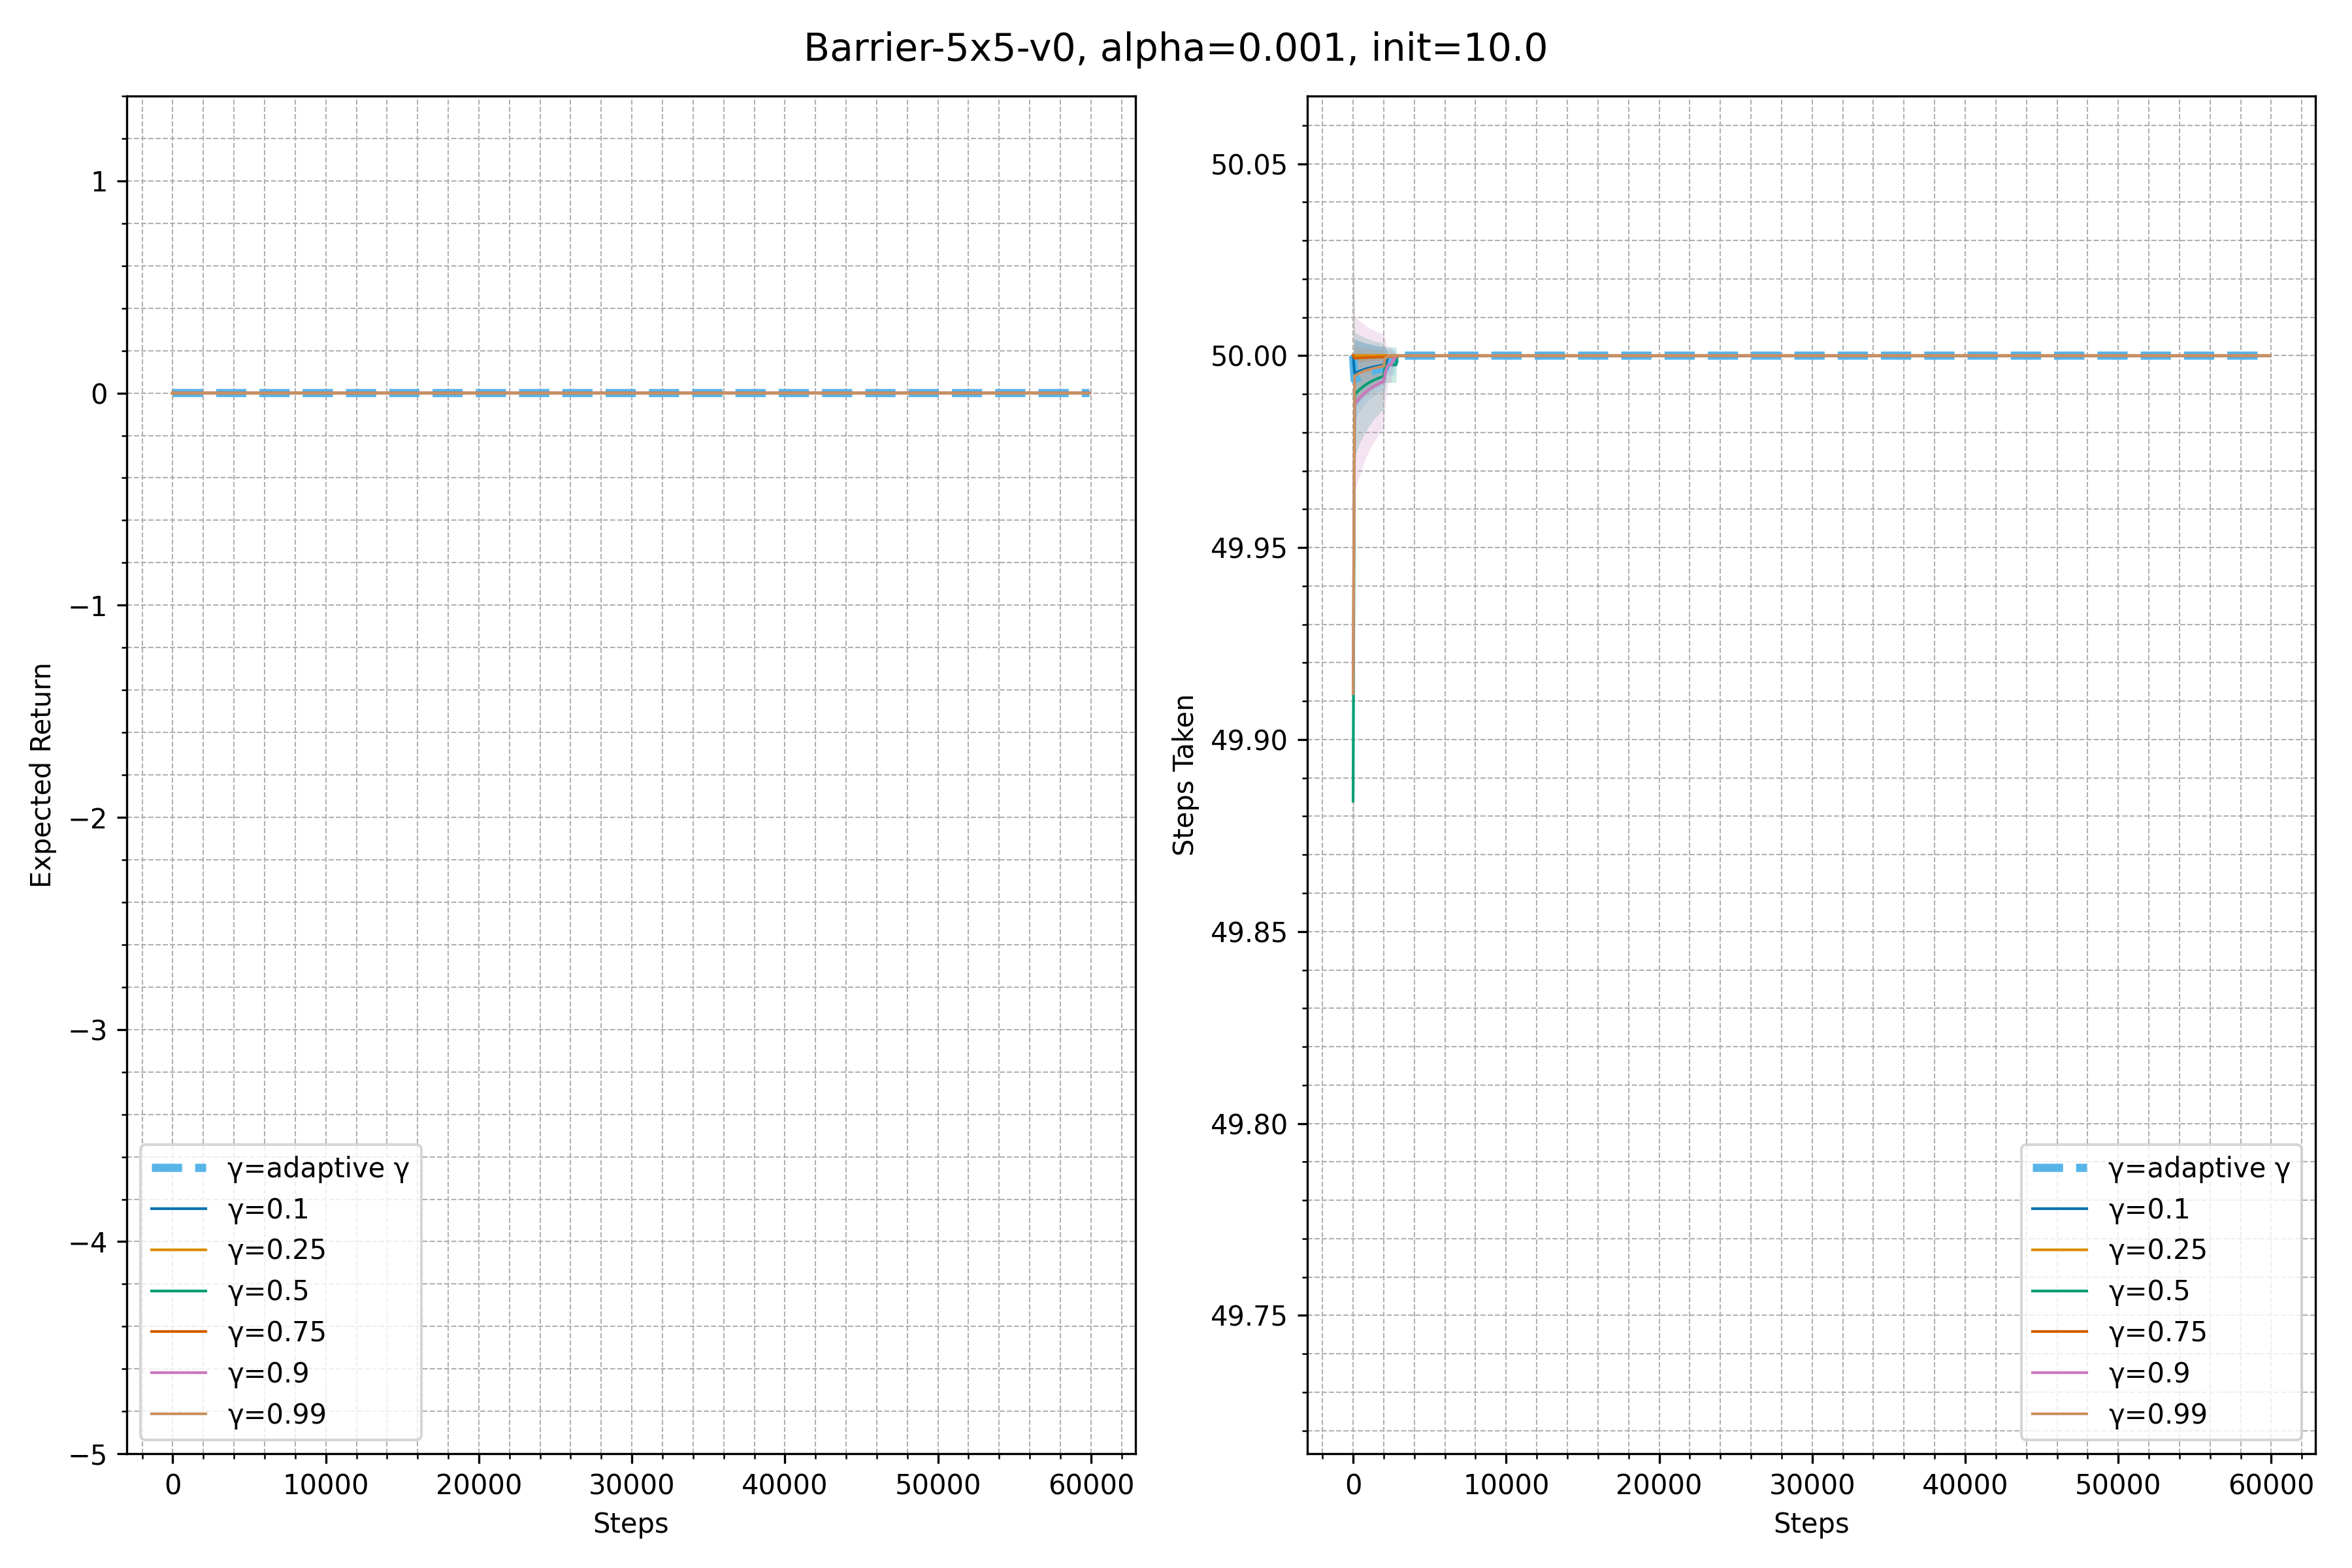 Barrier-5x5-v0, alpha=0.001, init=10.0
Expected Return
1
0
−1
−2
−3
−4
−5
γ=adaptive γ
γ=0.1
γ=0.25
γ=0.5
γ=0.75
γ=0.9
γ=0.99
0 10000 20000 30000 40000 50000 60000
Steps
Steps Taken
50.05
50.00
49.95
49.90
49.85
49.80
49.75
γ=adaptive γ
γ=0.1
γ=0.25
γ=0.5
γ=0.75
γ=0.9
γ=0.99
0 10000 20000 30000 40000 50000 60000
Steps